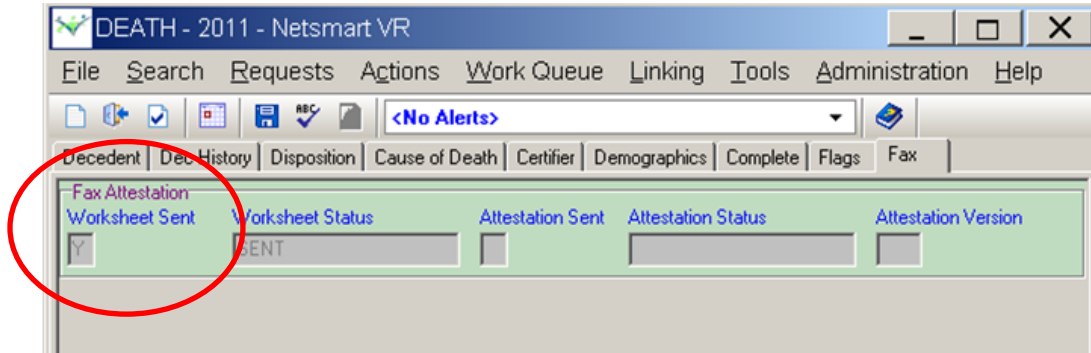 DEATH - 2011 - Netsmart VR
File Search Requests Actions Work Queue Linking Tools Administration Help
ABC <No Alerts>
Decedent Dec History Disposition Cause of Death Certifier Demographics Complete Flags Fax
Fax Attestation
Worksheet Sent Worksheet Status Attestation Sent Attestation Status Attestation Version
Y SENT